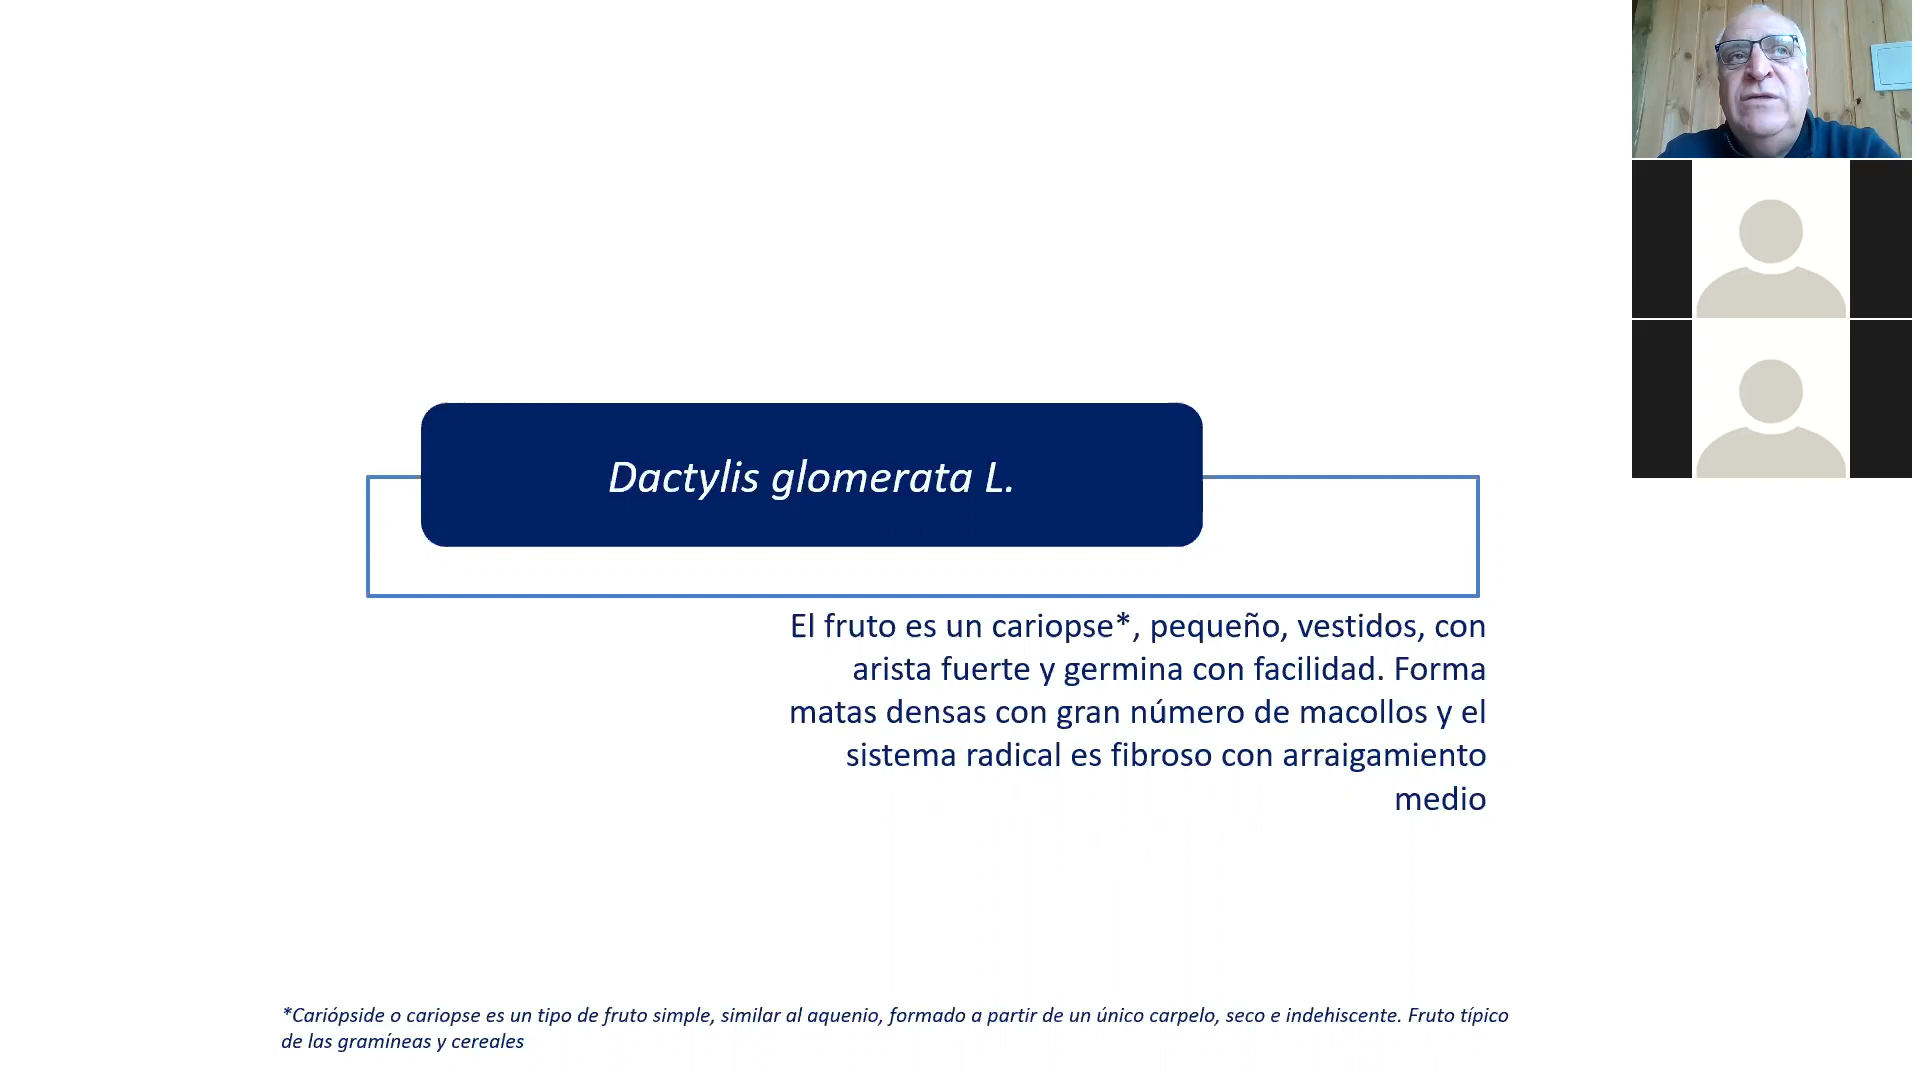 Dactylis glomerata L.
El fruto es un cariopse*, pequeño, vestidos, con
arista fuerte y germina con facilidad. Forma
matas densas con gran número de macollos y el
sistema radical es fibroso con arraigamiento
medio
*Cariópside o cariopse es un tipo de fruto simple, similar al aquenio, formado a partir de un único carpelo, seco e indehiscente. Fruto típico
de las gramíneas y cereales